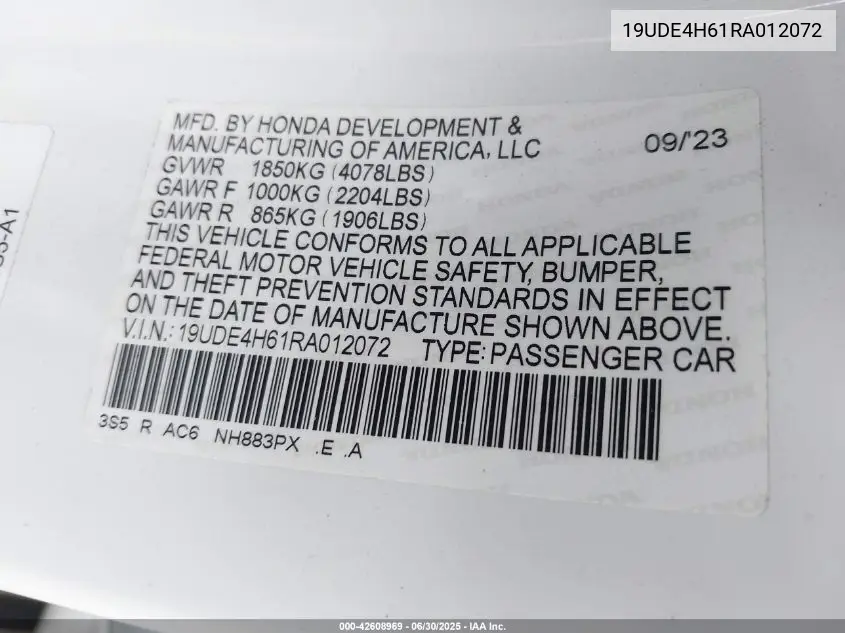 19UDE4H61RA012072
MFD. BY HONDA DEVELOPMENT &
MANUFACTURING OF AMERICA, LLC
09/'23
GVWR 1850KG (4078LBS)
GAWR F 1000KG (2204LBS)
GAWR R 865KG (1906LBS)
THIS VEHICLE CONFORMS TO ALL APPLICABLE
FEDERAL MOTOR VEHICLE SAFETY, BUMPER,
AND THEFT PREVENTION STANDARDS IN EFFECT
ON THE DATE OF MANUFACTURE SHOWN ABOVE.
V.I.N.: 19UDE4H61RA012072 TYPE: PASSENGER CAR
3S5 R AC6 NH883PX .E .A
000-42608969 - 06/30/2025 - IAA Inc.